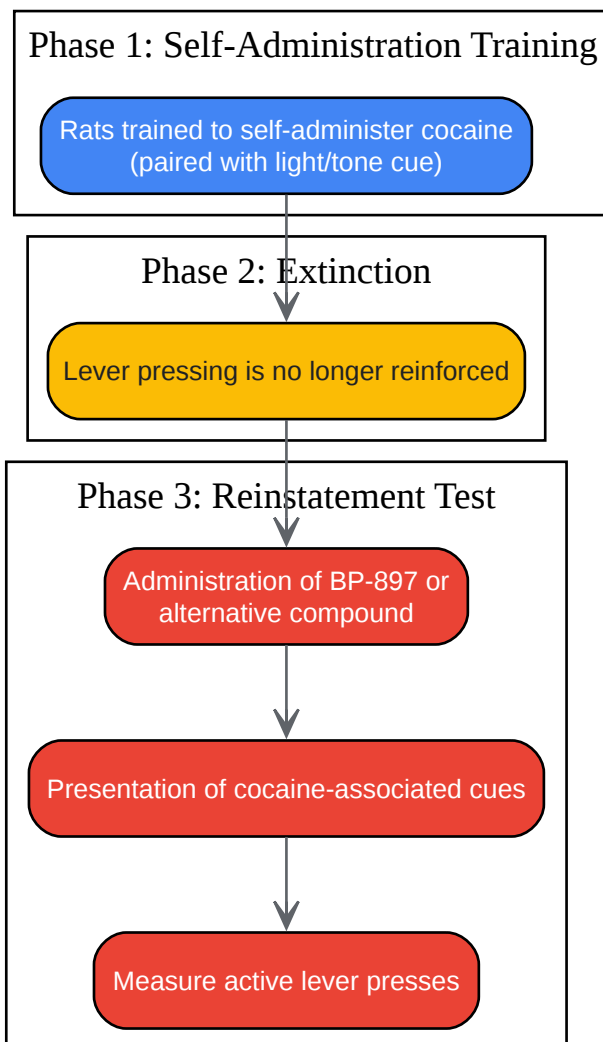 Phase 1: Self-Administration Training
Rats trained to self-administer cocaine
(paired with light/tone cue)
Phase 2: Extinction
Lever pressing is no longer reinforced
Phase 3: Reinstatement Test
Administration of BP-897 or
alternative compound
Presentation of cocaine-associated cues
Measure active lever presses